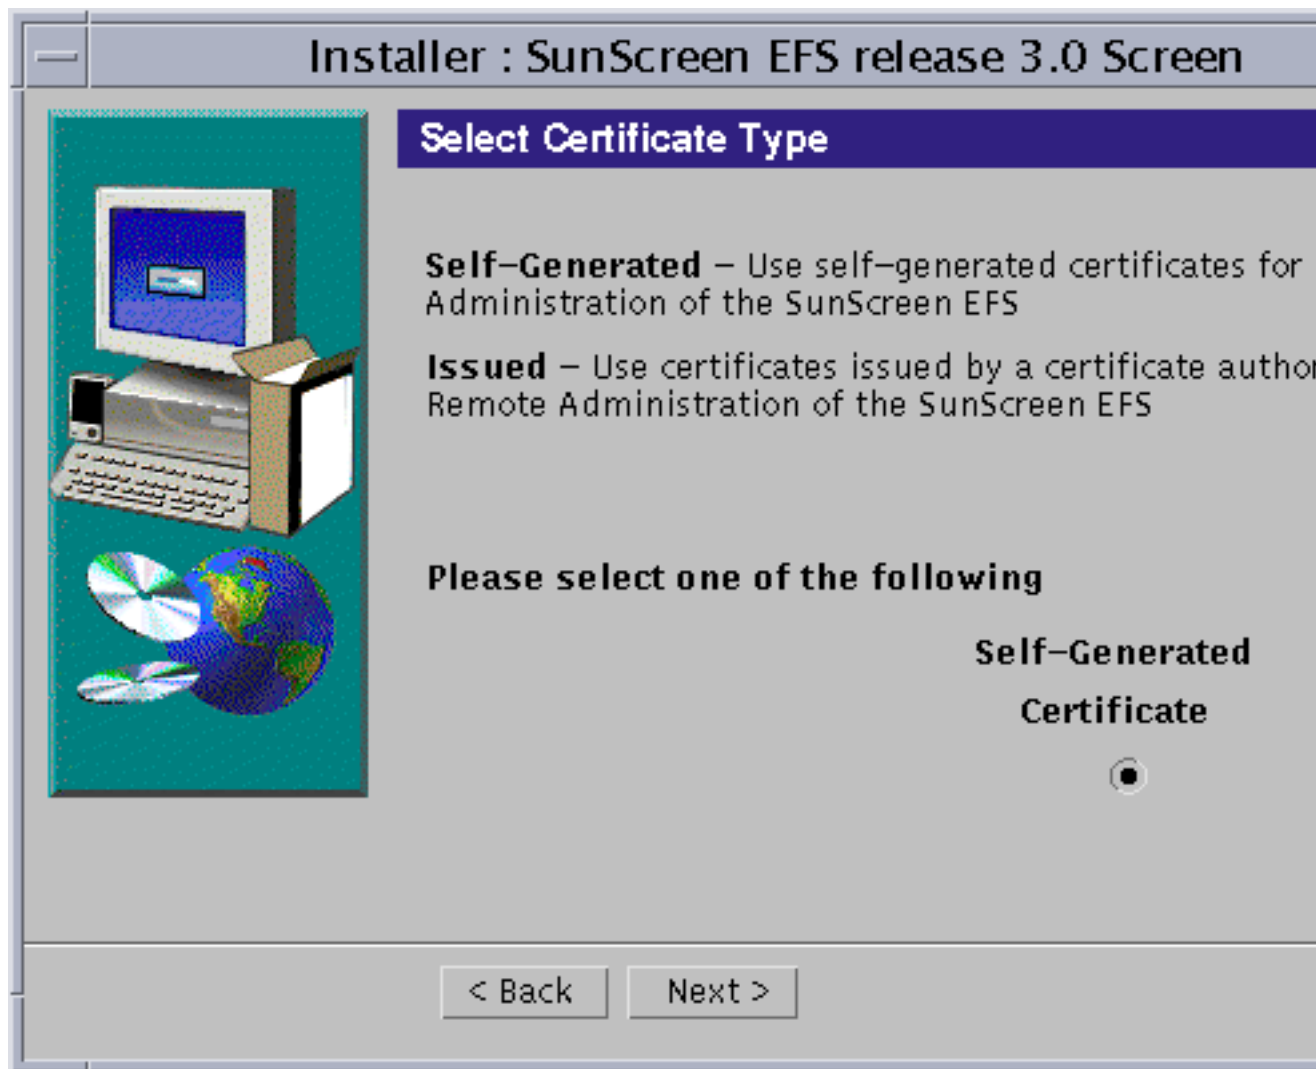 Installer : SunScreen EFS release 3.0 Screen
Select Certificate Type
Self–Generated – Use self–generated certificates for
Administration of the SunScreen EFS
Issued – Use certificates issued by a certificate author
Remote Administration of the SunScreen EFS
Please select one of the following
Self–Generated
Certificate
< Back
Next >